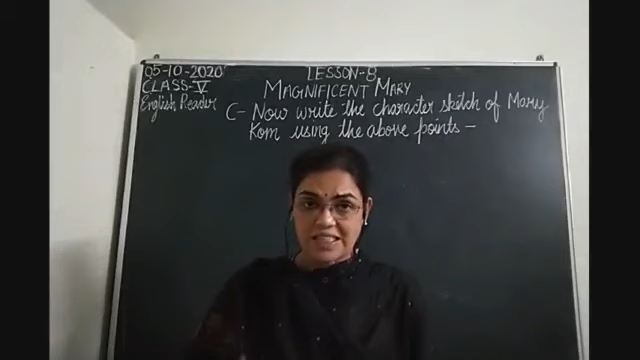 05-10-2020
CLASS-V
English Reader
LESSON-8
MAGNIFICENT MARY
C- Now write the character sketch of Mary
Kom using the above points -